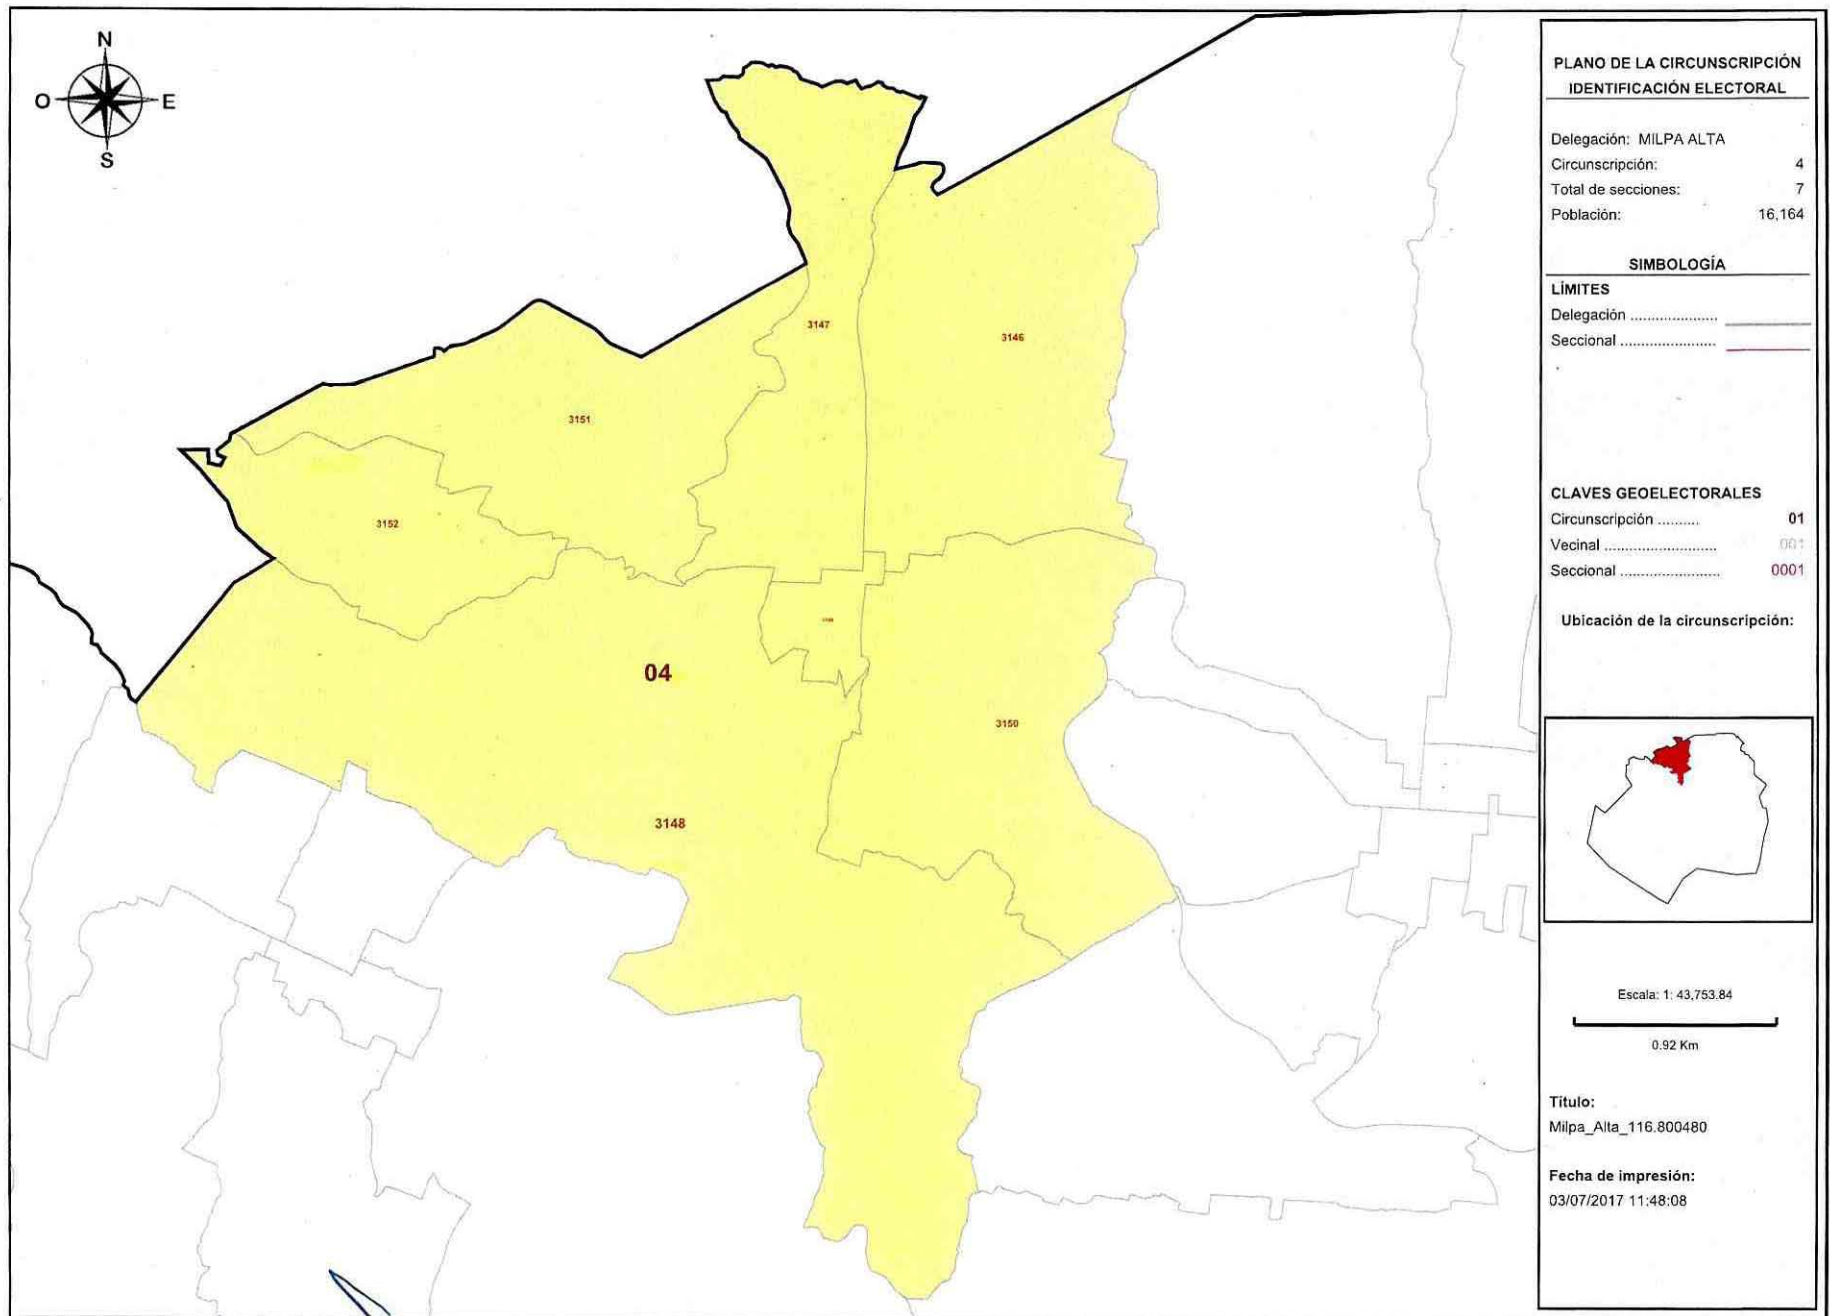 N
O
E
S
3147
3146
3151
3152
04
3150
3148
PLANO DE LA CIRCUNSCRIPCIÓN
IDENTIFICACIÓN ELECTORAL
Delegación: MILPA ALTA
Circunscripción: 4
Total de secciones: 7
Población: 16,164
SIMBOLOGÍA
LÍMITES
Delegación ....................
Seccional ......................
CLAVES GEOELECTORALES
Circunscripción .......... 01
Vecinal .......................... 001
Seccional ....................... 0001
Ubicación de la circunscripción:
Escala: 1: 43,753.84
0.92 Km
Título:
Milpa_Alta_116.800480
Fecha de impresión:
03/07/2017 11:48:08